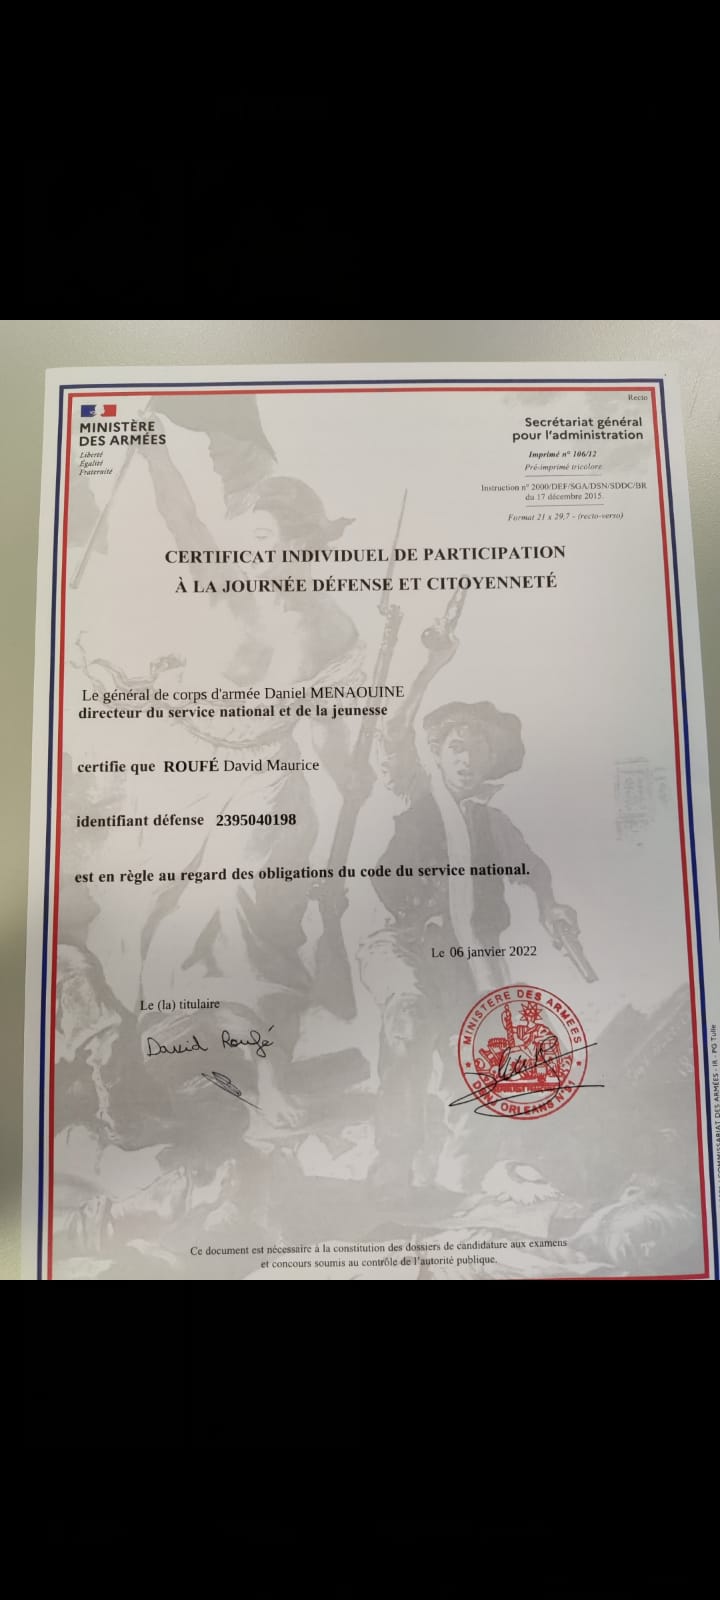 Recto
MINISTÈRE
DES ARMÉES
Liberté
Égalité
Fraternité
Secrétariat général
pour l'administration
Imprimé n° 106/12
Pré-imprimé tricolore
Instruction n° 2000/DEF/SGA/DSN/SDDC/BR
du 17 décembre 2015.
Format 21 x 29,7 - (recto-verso)
CERTIFICAT INDIVIDUEL DE PARTICIPATION
À LA JOURNÉE DÉFENSE ET CITOYENNETÉ
Le général de corps d'armée Daniel MENAOUINE
directeur du service national et de la jeunesse
certifie que ROUFÉ David Maurice
identifiant défense 2395040198
est en règle au regard des obligations du code du service national.
Le 06 janvier 2022
Le (la) titulaire
David Roufé
MINISTERE DES ARMEES
ORLEANS N°
COMMISSARIAT DES ARMÉES - IR - PG Tulle
Ce document est nécessaire à la constitution des dossiers de candidature aux examens
et concours soumis au contrôle de l'autorité publique.